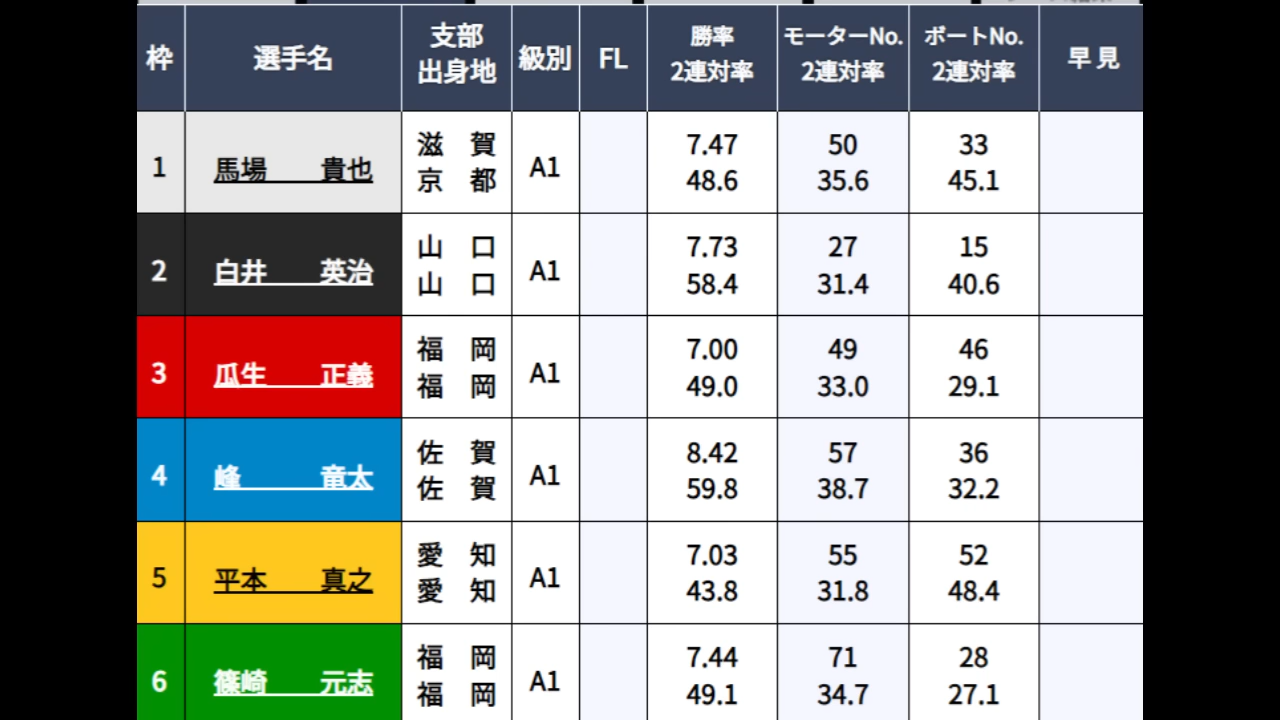 枠 選手名 支部 出身地 級別 FL 勝率 2連対率 モーターNo. 2連対率 ボートNo. 2連対率 早見
1 馬場 貴也 滋賀 京都 A1 7.47 48.6 50 35.6 33 45.1
2 白井 英治 山口 山口 A1 7.73 58.4 27 31.4 15 40.6
3 瓜生 正義 福岡 福岡 A1 7.00 49.0 49 33.0 46 29.1
4 峰 竜太 佐賀 佐賀 A1 8.42 59.8 57 38.7 36 32.2
5 平本 真之 愛知 愛知 A1 7.03 43.8 55 31.8 52 48.4
6 篠崎 元志 福岡 福岡 A1 7.44 49.1 71 34.7 28 27.1